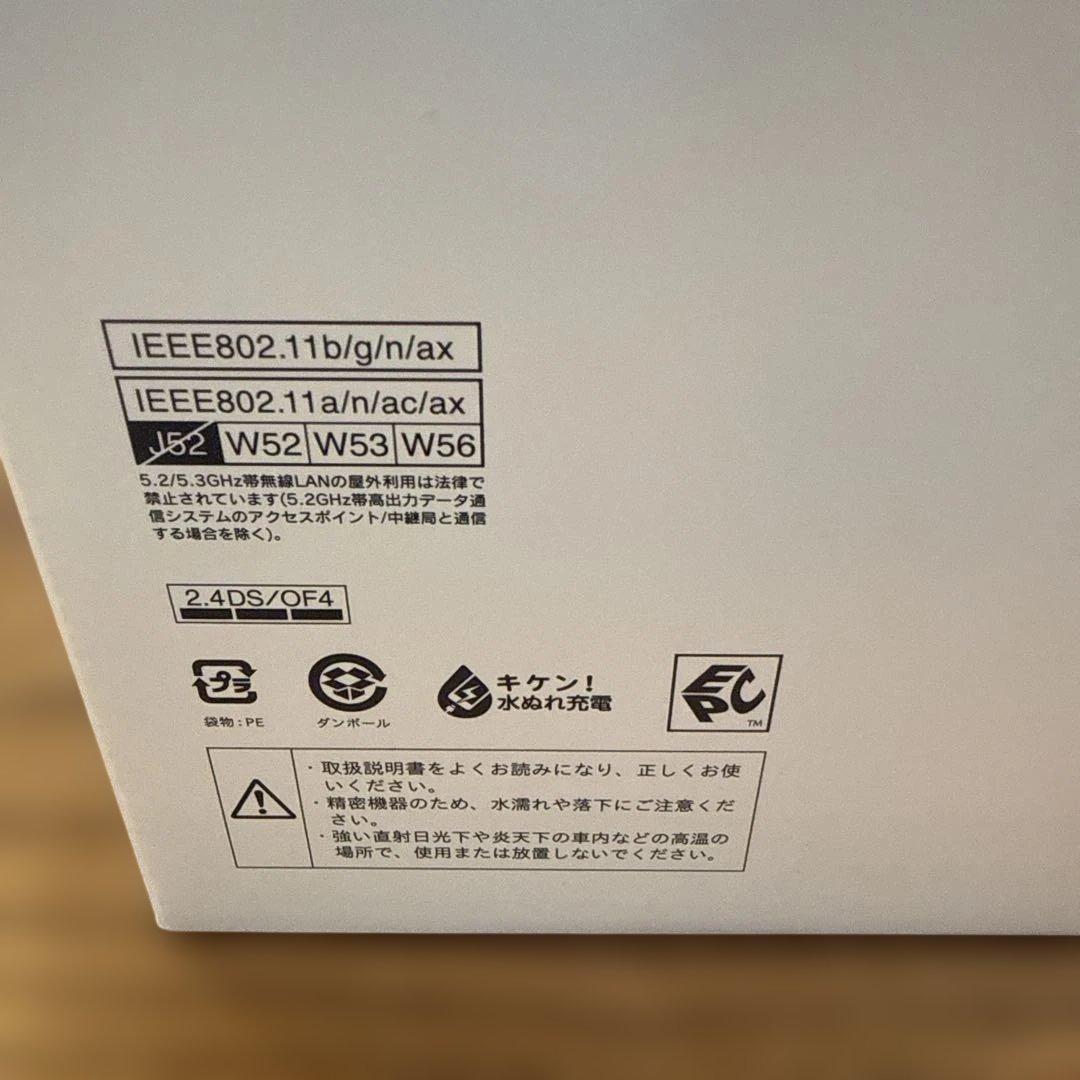 IEEE802.11b/g/n/ax
IEEE802.11a/n/ac/ax
J52 W52 W53 W56
5.2/5.3GHz帯無線LANの屋外利用は法律で
禁止されています(5.2GHz帯高出力データ通
信システムのアクセスポイント/中継局と通信
する場合を除く)。
2.4DS/OF4
プラ
袋物:PE
ダンボール
キケン!
水ぬれ充電
EPC
TM
・取扱説明書をよくお読みになり、正しくお使
いください。
・精密機器のため、水濡れや落下にご注意くだ
さい。
・強い直射日光下や炎天下の車内などの高温の
場所で、使用または放置しないでください。